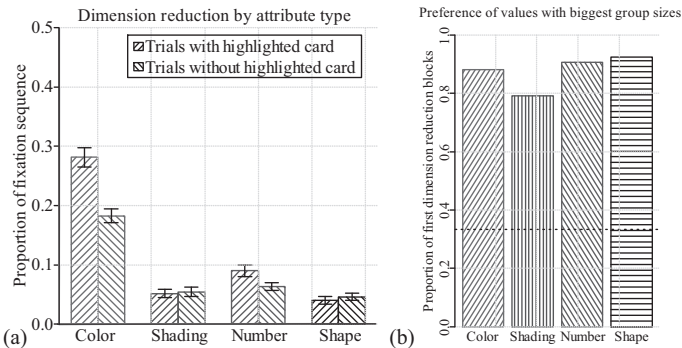 Dimension reduction by attribute type
Proportion of fixation sequence
0.5
0.4
0.3
0.2
0.1
0.0
Trials with highlighted card
Trials without highlighted card
Color Shading Number Shape
(a)
Preference of values with biggest group sizes
Proportion of first dimension reduction blocks
1.0
0.8
0.6
0.4
0.2
0.0
Color Shading Number Shape
(b)